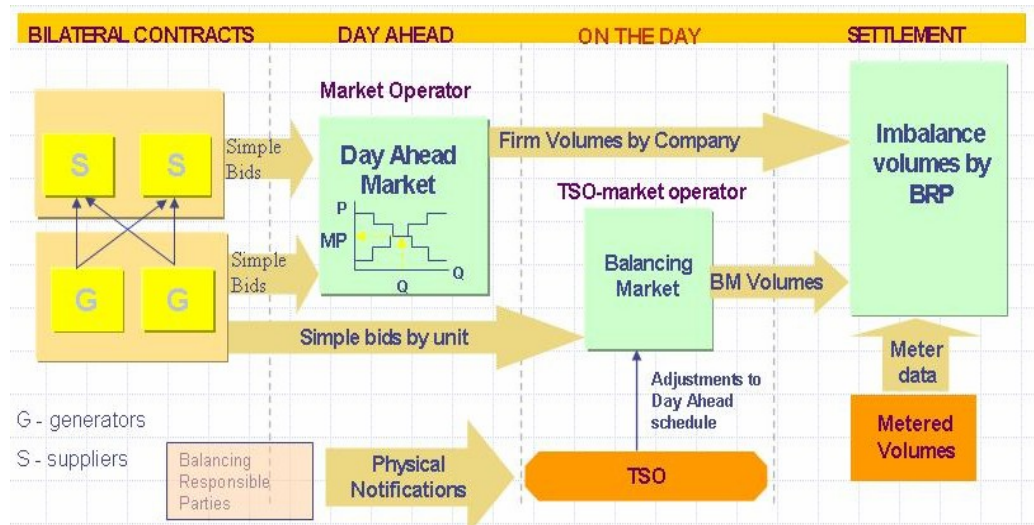 BILATERAL CONTRACTS
DAY AHEAD
ON THE DAY
SETTLEMENT
Market Operator
S S
Simple
Bids
Day Ahead
Market
P
MP
Q
Q
Firm Volumes by Company
Imbalance
volumes by
BRP
TSO-market operator
G G
Simple
Bids
Balancing
Market
BM Volumes
Simple bids by unit
Adjustments to
Day Ahead
schedule
Meter
data
G - generators
S - suppliers
Balancing
Responsible
Parties
Physical
Notifications
TSO
Metered
Volumes